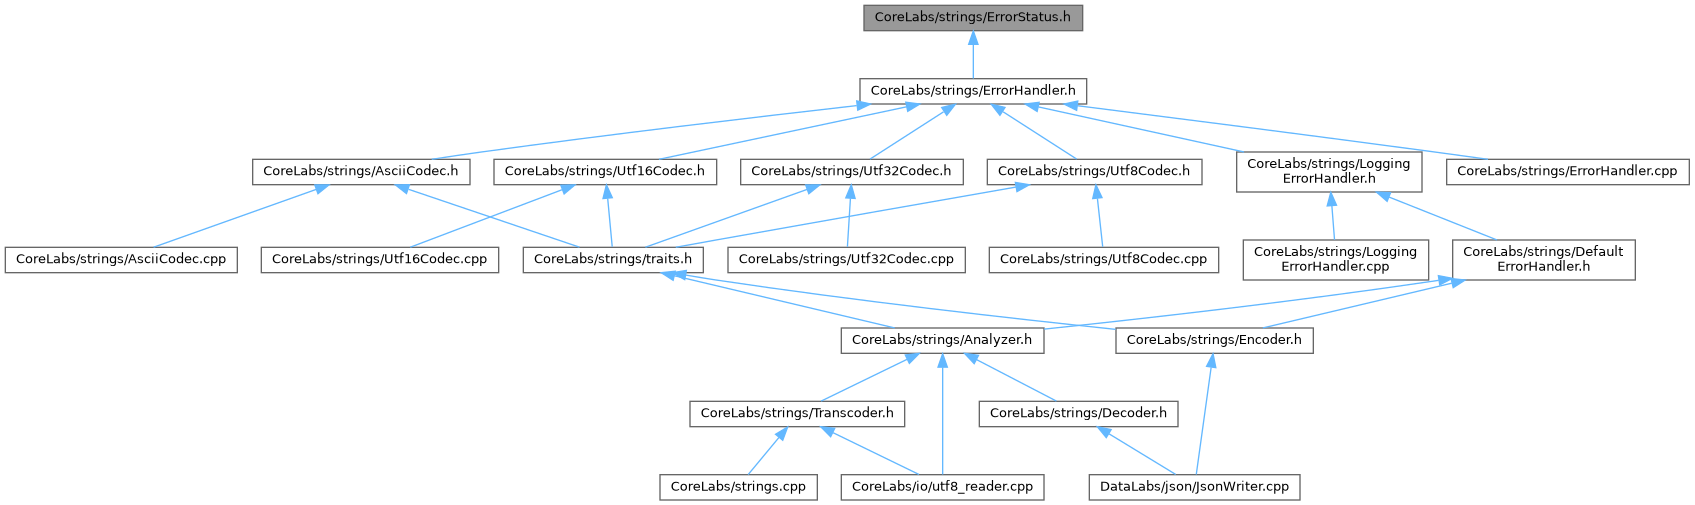 CoreLabs/strings/ErrorStatus.h
CoreLabs/strings/ErrorHandler.h
CoreLabs/strings/AsciiCodec.h
CoreLabs/strings/Utf16Codec.h
CoreLabs/strings/Utf32Codec.h
CoreLabs/strings/Utf8Codec.h
CoreLabs/strings/Logging
ErrorHandler.h
CoreLabs/strings/ErrorHandler.cpp
CoreLabs/strings/AsciiCodec.cpp
CoreLabs/strings/Utf16Codec.cpp
CoreLabs/strings/traits.h
CoreLabs/strings/Utf32Codec.cpp
CoreLabs/strings/Utf8Codec.cpp
CoreLabs/strings/Logging
ErrorHandler.cpp
CoreLabs/strings/Default
ErrorHandler.h
CoreLabs/strings/Analyzer.h
CoreLabs/strings/Encoder.h
CoreLabs/strings/Transcoder.h
CoreLabs/strings/Decoder.h
CoreLabs/strings.cpp
CoreLabs/io/utf8_reader.cpp
DataLabs/json/JsonWriter.cpp